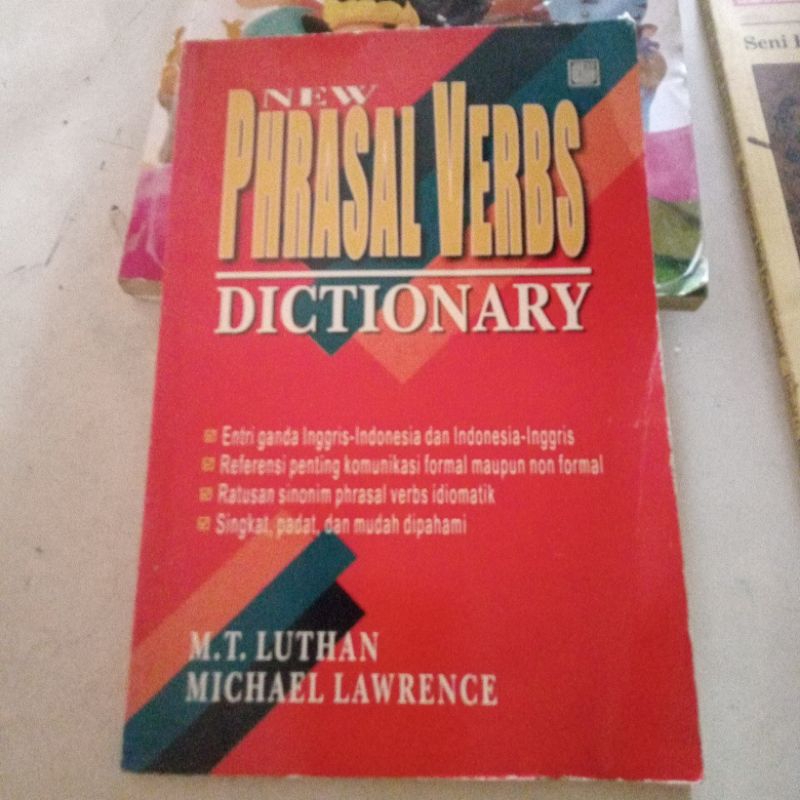 Seni
NEW
PHRASAL VERBS
DICTIONARY
Entri ganda Inggris-Indonesia dan Indonesia-Inggris
Referensi penting komunikasi formal maupun non formal
Ratusan sinonim phrasal verbs idiomatik
Singkat, padat, dan mudah dipahami
M.T. LUTHAN
MICHAEL LAWRENCE